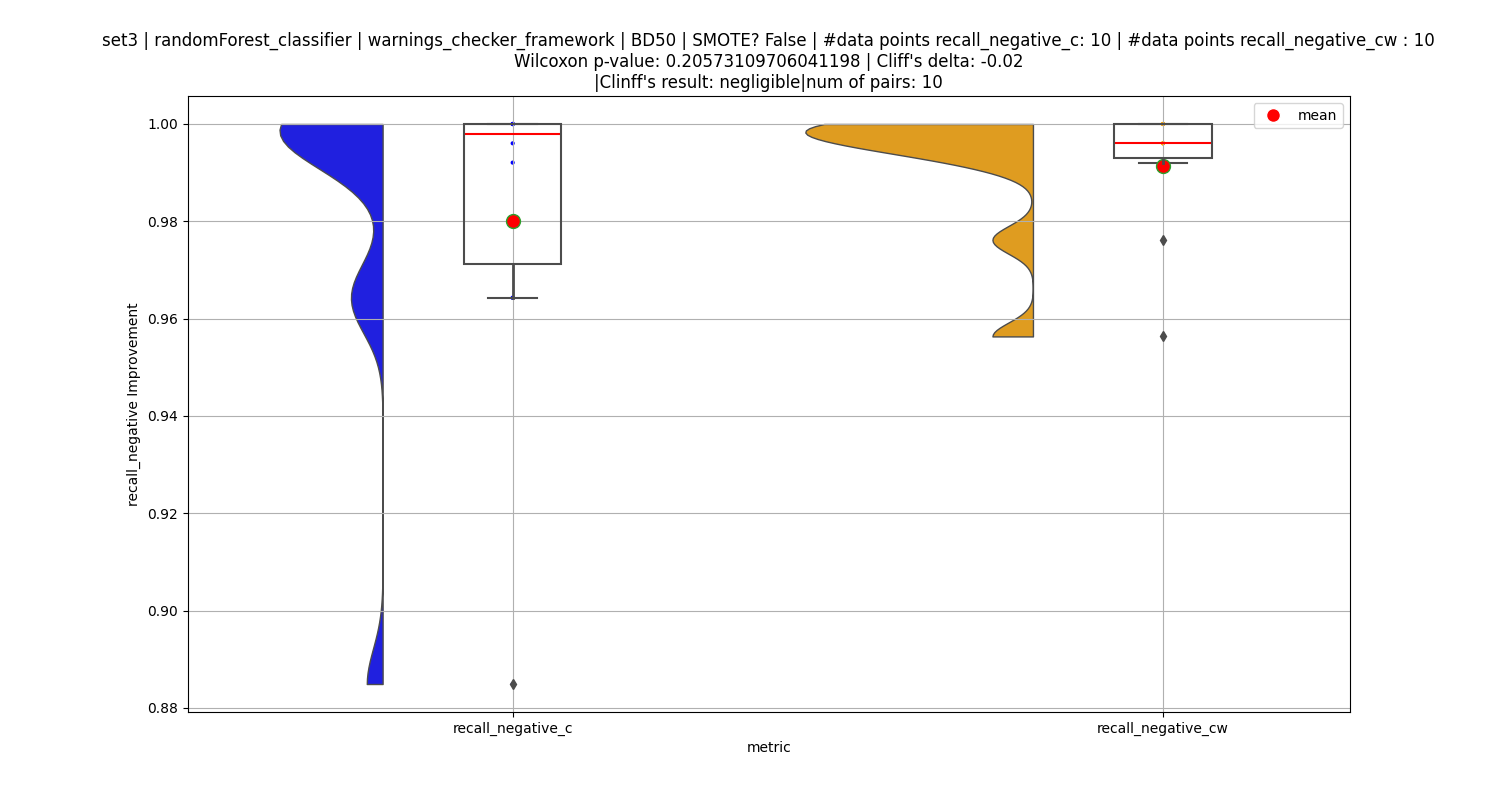 set3 | randomForest_classifier | warnings_checker_framework | BD50 | SMOTE? False | #data points recall_negative_c: 10 | #data points recall_negative_cw : 10
Wilcoxon p-value: 0.20573109706041198 | Cliff's delta: -0.02
|Clinff's result: negligible|num of pairs: 10
mean
1.00
0.98
0.96
0.94
0.92
0.90
0.88
recall_negative Improvement
recall_negative_c
recall_negative_cw
metric